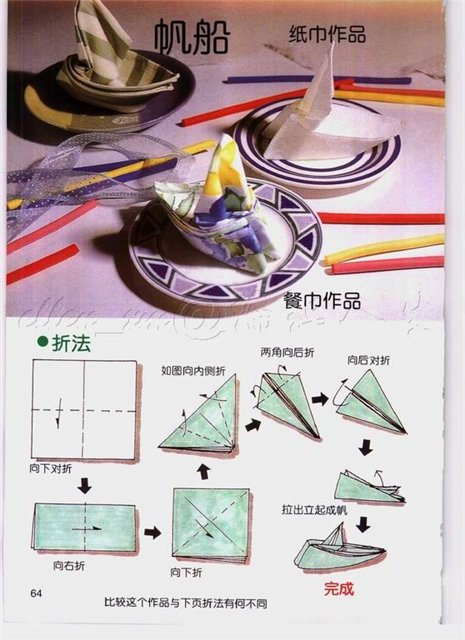 帆船
纸巾作品
餐巾作品
折法
向下对折
向右折
向下折
如图向内侧折
两角向后折
向后对折
拉出立起成帆
完成
64
比较这个作品与下页折法有何不同